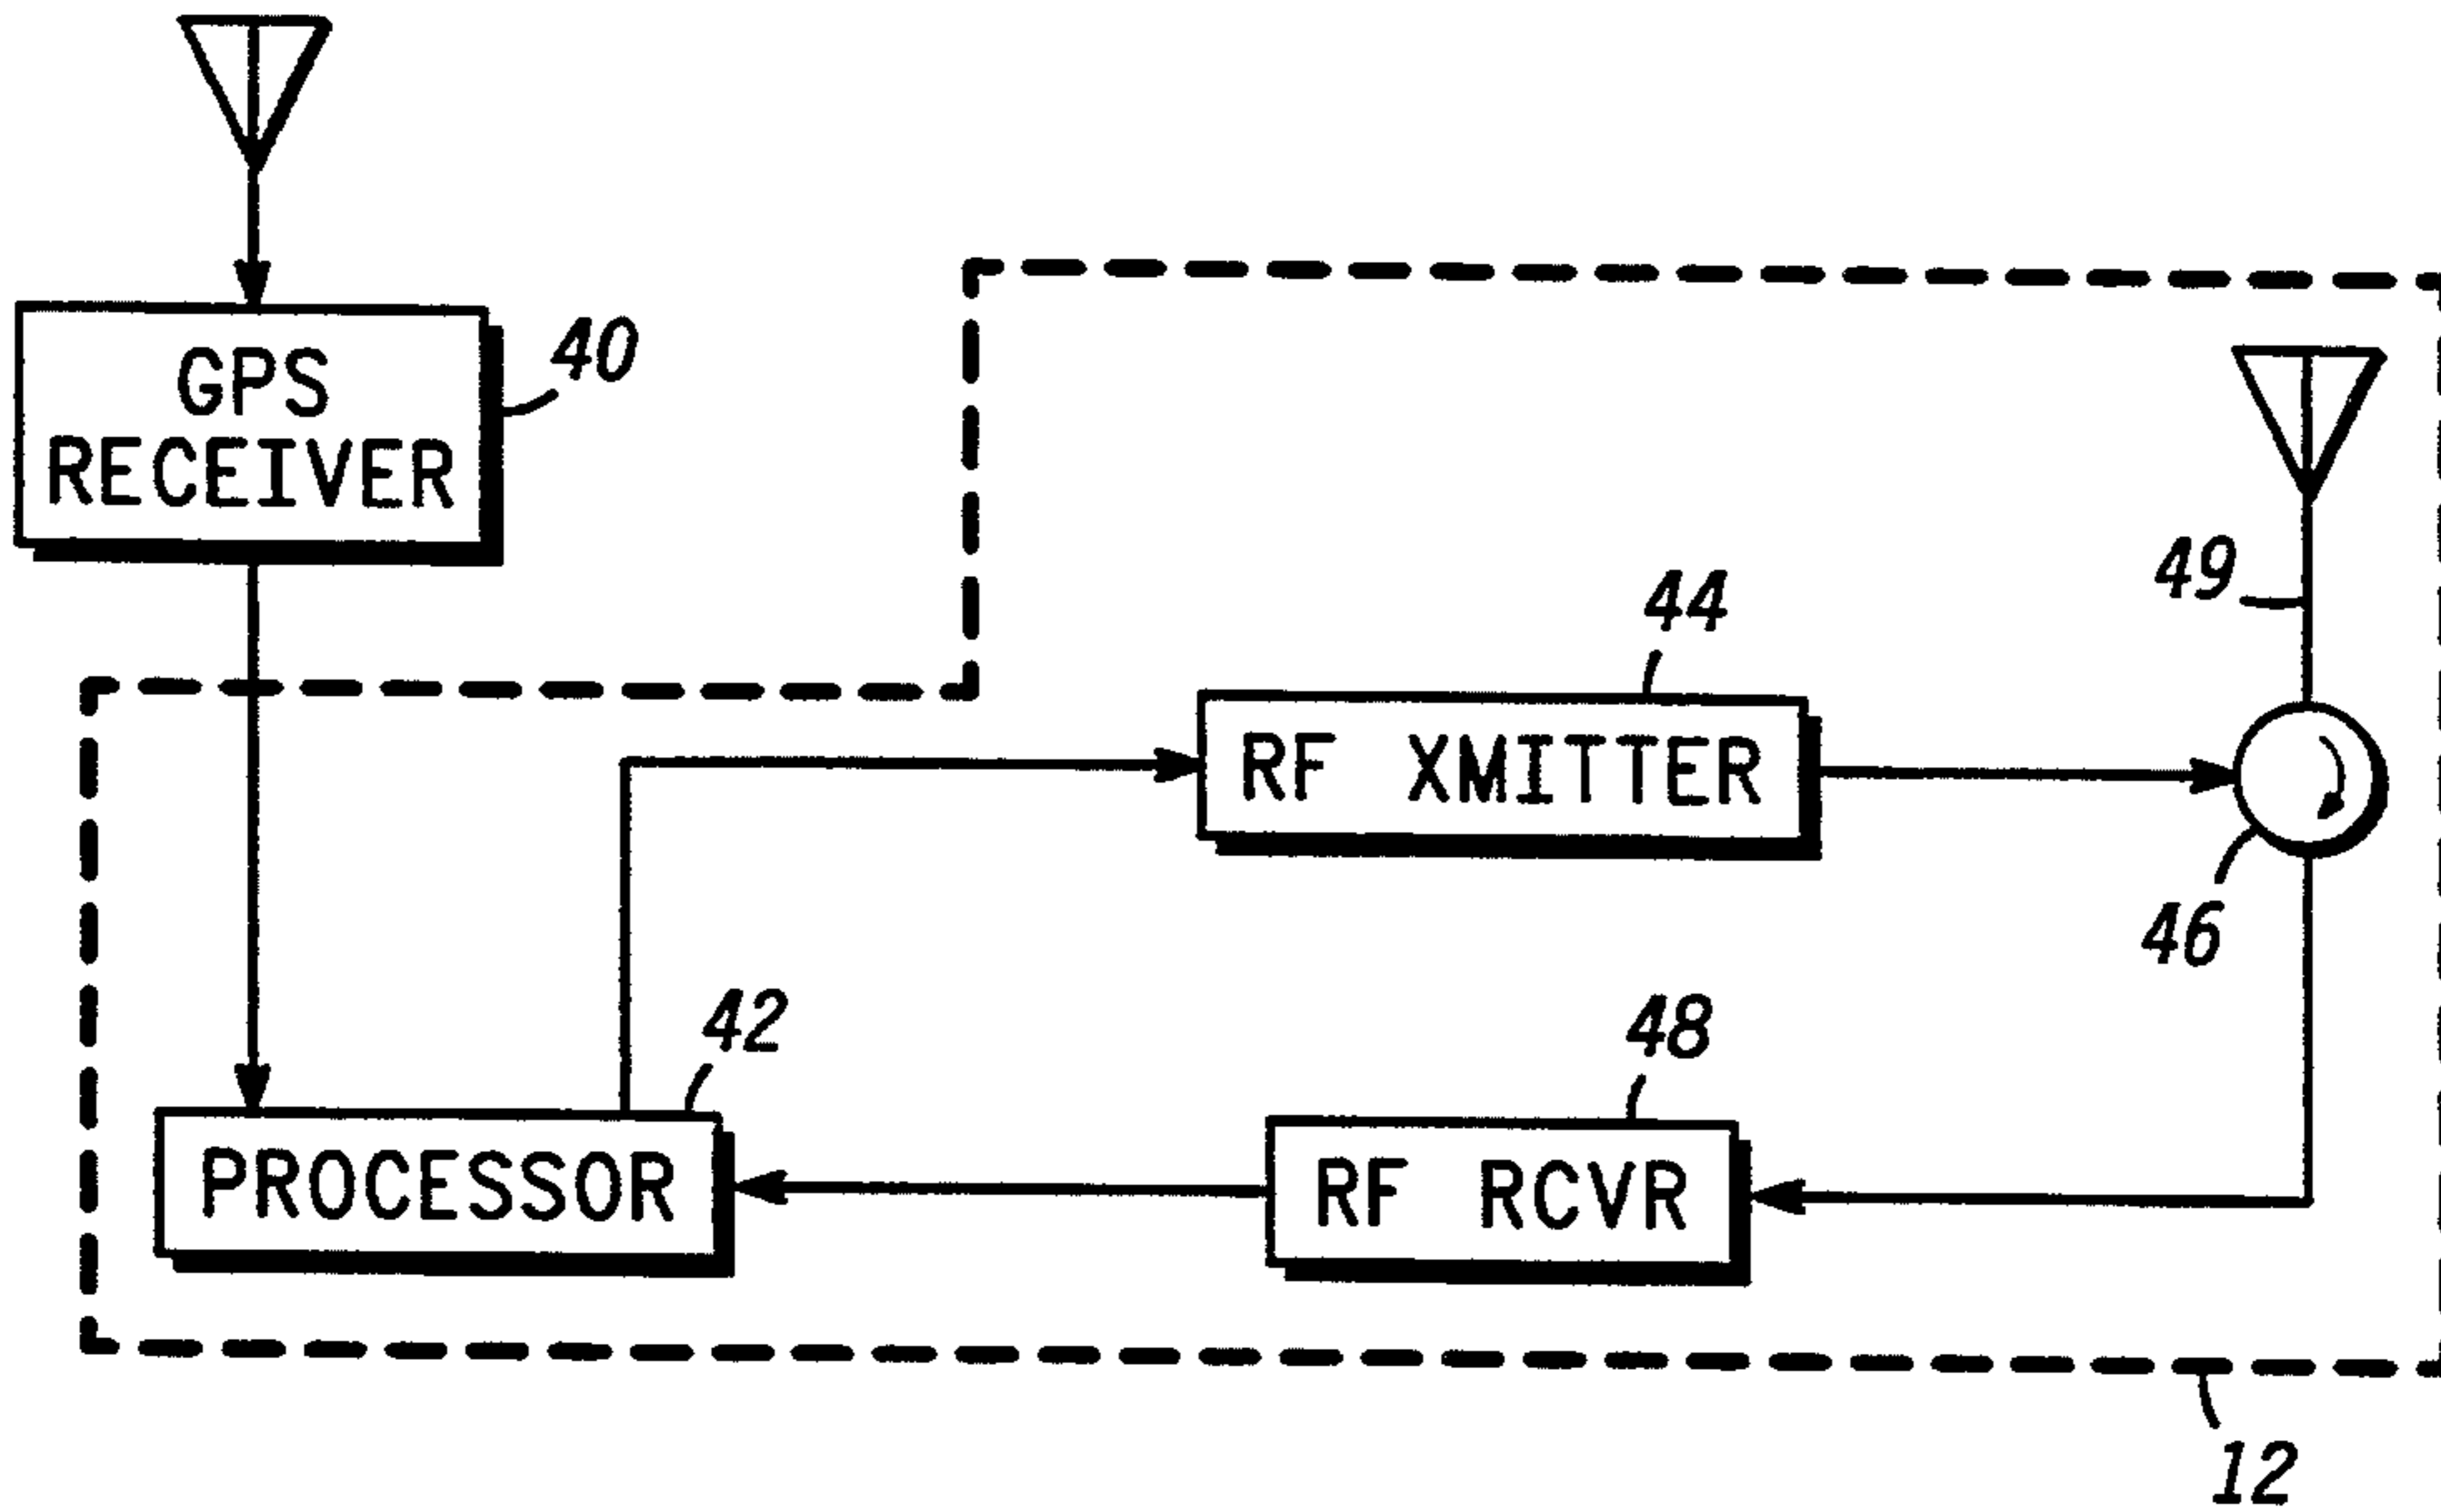 GPS
RECEIVER
40
49
44
RF XMITTER
46
42
48
PROCESSOR
RF RCVR
12